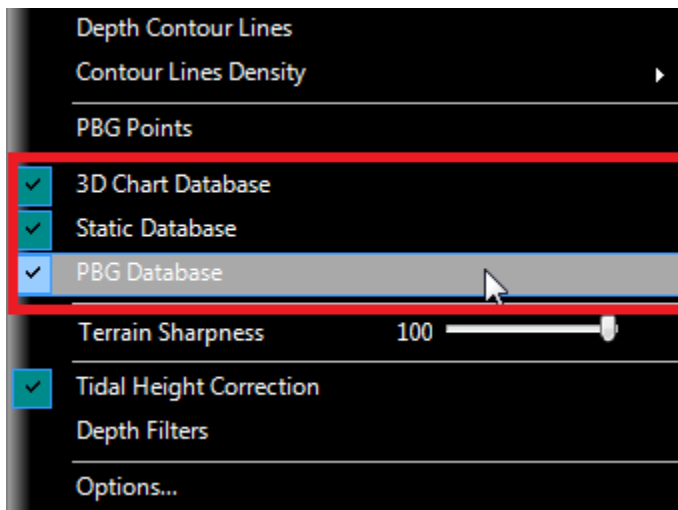 Depth Contour Lines
Contour Lines Density
PBG Points
3D Chart Database
Static Database
PBG Database
Terrain Sharpness 100
Tidal Height Correction
Depth Filters
Options...